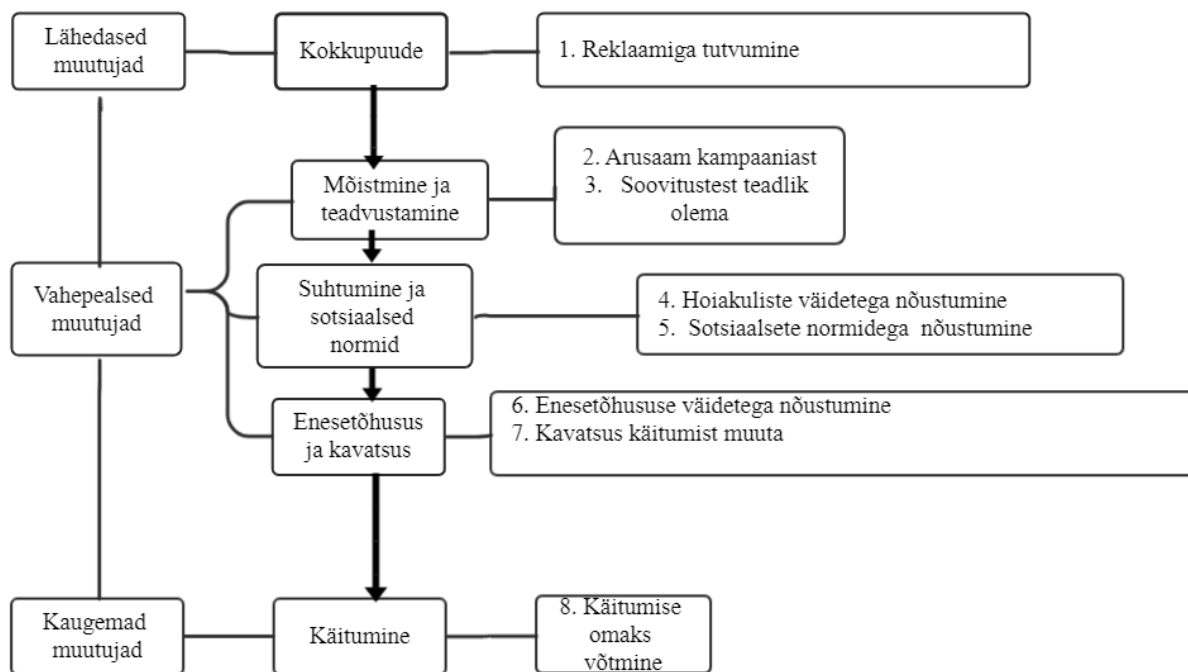 Lähedased
muutujad
Kokkupuude
1. Reklaamiga tutvumine
2. Arusaam kampaaniast
3. Soovitustest teadlik
olema
Mõistmine ja
teadvustamine
Vahepealsed
muutujad
Suhtumine ja
sotsiaalsed
normid
4. Hoiakuliste väidetega nõustumine
5. Sotsiaalsete normidega nõustumine
Enesetõhusus
ja kavatsus
6. Enesetõhususe väidetega nõustumine
7. Kavatsus käitumist muuta
Kaugemad
muutujad
Käitumine
8. Käitumise
omaks
võtmine